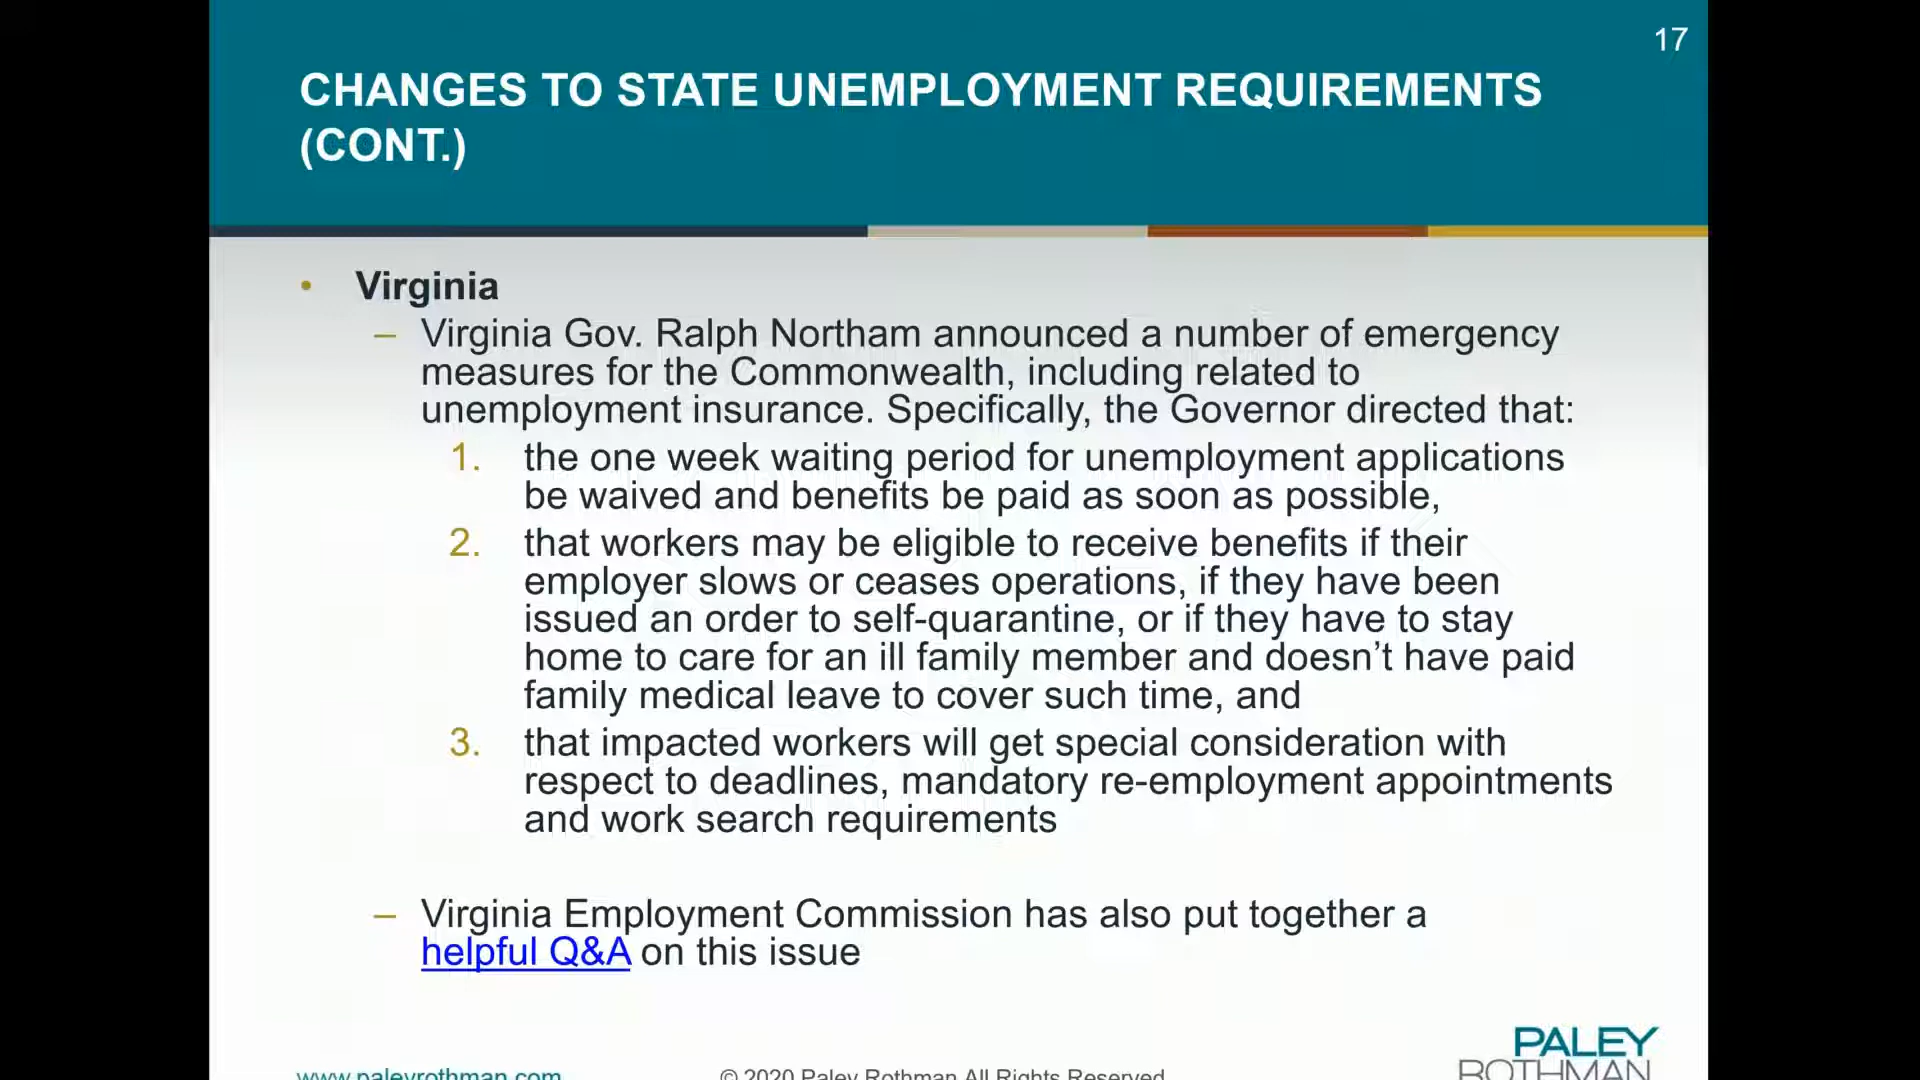 17
CHANGES TO STATE UNEMPLOYMENT REQUIREMENTS
(CONT.)
• Virginia
– Virginia Gov. Ralph Northam announced a number of emergency
measures for the Commonwealth, including related to
unemployment insurance. Specifically, the Governor directed that:
1. the one week waiting period for unemployment applications
be waived and benefits be paid as soon as possible,
2. that workers may be eligible to receive benefits if their
employer slows or ceases operations, if they have been
issued an order to self-quarantine, or if they have to stay
home to care for an ill family member and doesn’t have paid
family medical leave to cover such time, and
3. that impacted workers will get special consideration with
respect to deadlines, mandatory re-employment appointments
and work search requirements
– Virginia Employment Commission has also put together a
helpful Q&A on this issue
PALEY
ROTHMAN
www.paleyrothman.com
© 2020 Paley Rothman All Rights Reserved